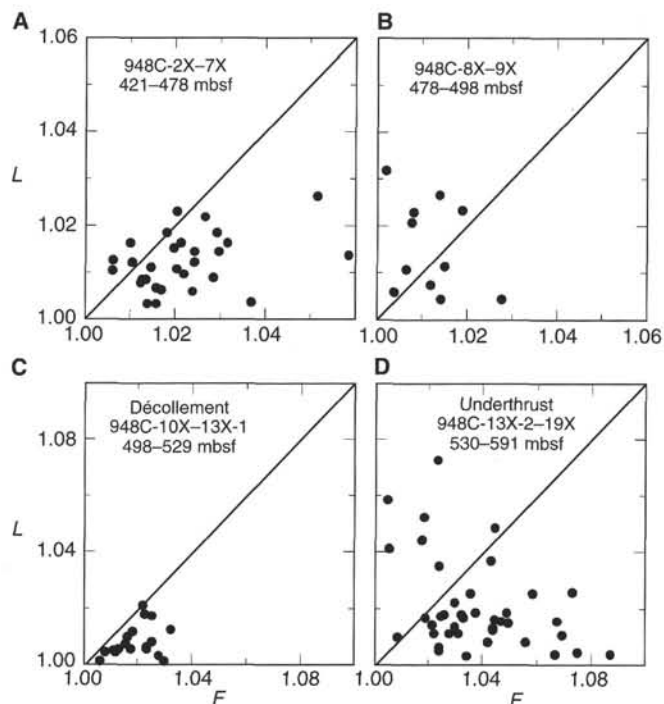 A
B
1.06
948C-2X–7X
421–478 mbsf
948C-8X–9X
478–498 mbsf
1.04
L
1.02
1.00
1.00
1.02
1.04
1.00
1.02
1.04
1.06
C
D
Décollement
948C-10X–13X-1
498–529 mbsf
Underthrust
948C-13X-2–19X
530–591 mbsf
1.08
L
1.04
1.00
1.00
1.04
1.08
1.00
1.04
1.08
F
F